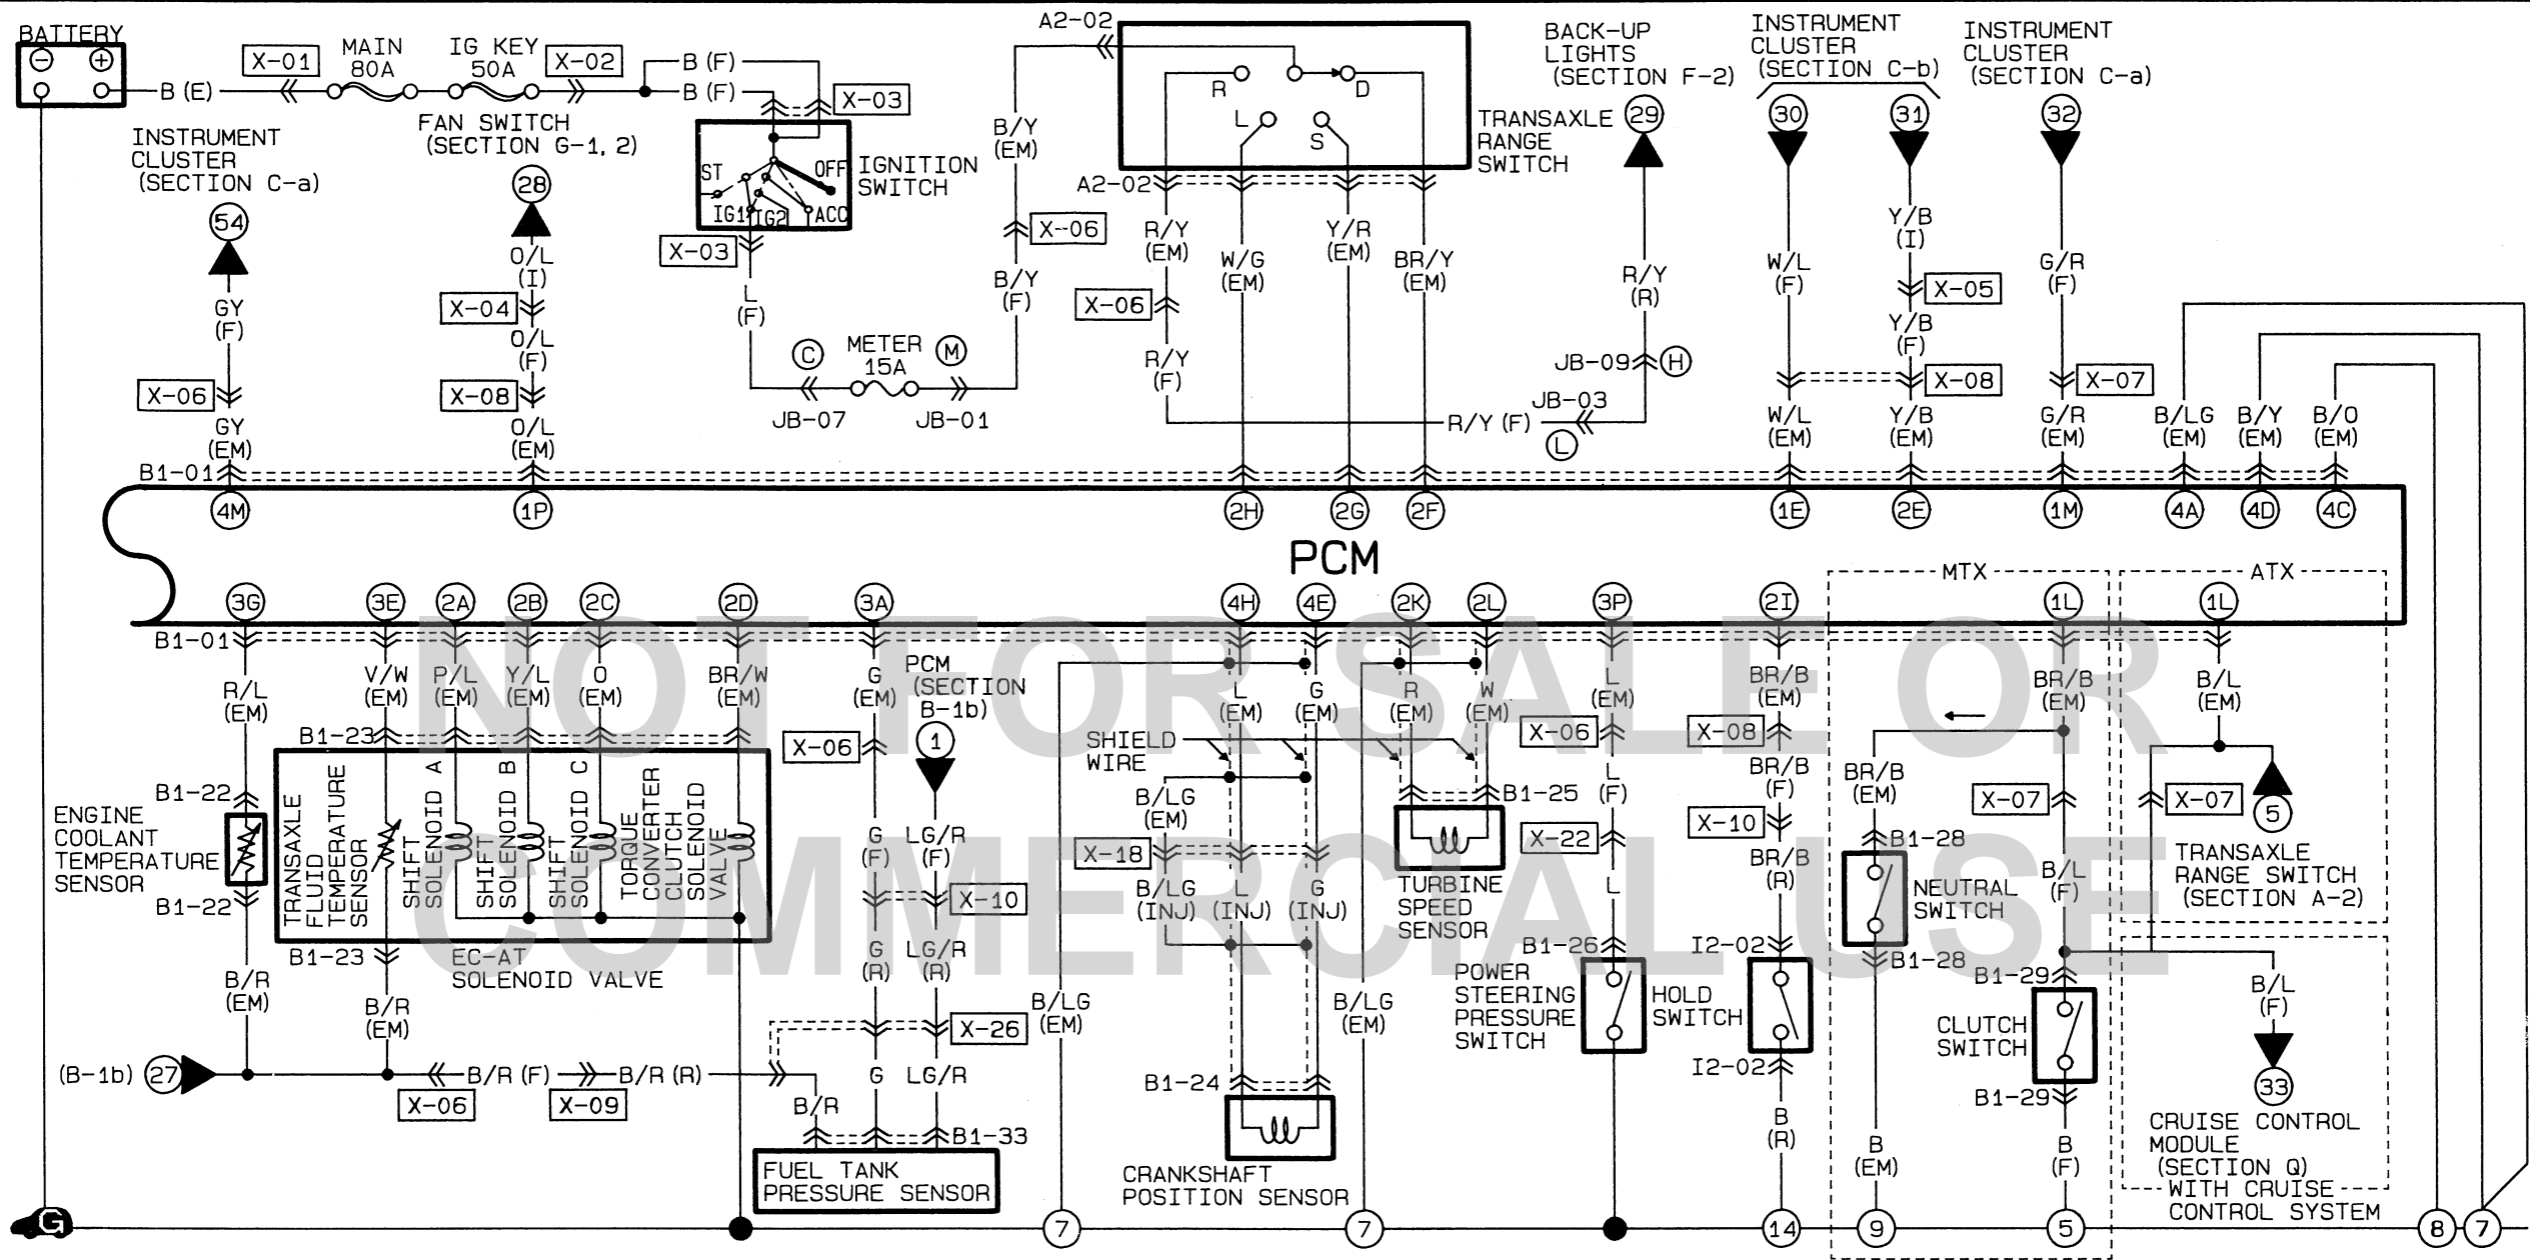 BATTERY
− +
B (E)
X-01
MAIN
80A
IG KEY
50A
X-02
B (F)
B (F)
X-03
INSTRUMENT
CLUSTER
(SECTION C-a)
54
GY
(F)
X-06
GY
(EM)
FAN SWITCH
(SECTION G-1, 2)
28
O/L
(I)
X-04
O/L
(F)
X-08
O/L
(EM)
ST
OFF
IG1
IG2
ACC
IGNITION
SWITCH
X-03
L
(F)
C
METER
15A
M
JB-07
JB-01
B/Y
(EM)
X-06
B/Y
(F)
A2-02
R
D
L
S
TRANSAXLE
RANGE
SWITCH
A2-02
R/Y
(EM)
X-06
R/Y
(F)
W/G
(EM)
Y/R
(EM)
BR/Y
(EM)
R/Y (F)
JB-03
L
BACK-UP
LIGHTS
(SECTION F-2)
29
R/Y
(R)
JB-09
H
INSTRUMENT
CLUSTER
(SECTION C-b)
30
31
W/L
(F)
Y/B
(I)
X-05
Y/B
(F)
X-08
W/L
(EM)
Y/B
(EM)
INSTRUMENT
CLUSTER
(SECTION C-a)
32
G/R
(F)
X-07
G/R
(EM)
B/LG
(EM)
B/Y
(EM)
B/O
(EM)
B1-01
4M 1P 2H 2G 2F 1E 2E 1M 4A 4D 4C
PCM
MTX
ATX
3G 3E 2A 2B 2C 2D 3A 4H 4E 2K 2L 3P 2I 1L 1L
B1-01
NOT FOR SALE OR
COMMERCIAL USE
R/L
(EM)
B1-22
ENGINE
COOLANT
TEMPERATURE
SENSOR
B1-22
B/R
(EM)
V/W
(EM)
P/L
(EM)
Y/L
(EM)
O
(EM)
BR/W
(EM)
B1-23
TRANSAXLE
FLUID
TEMPERATURE
SENSOR
SHIFT
SOLENOID A
SHIFT
SOLENOID B
SHIFT
SOLENOID C
TORQUE
CONVERTER
CLUTCH
SOLENOID
VALVE
B1-23
EC-AT
SOLENOID VALVE
B/R
(EM)
(B-1b)
27
X-06
B/R (F)
X-09
B/R (R)
B/R
G
(EM)
PCM
(SECTION
B-1b)
1
X-06
G
(F)
LG/R
(F)
X-10
G
(R)
LG/R
(R)
X-26
G
LG/R
B1-33
FUEL TANK
PRESSURE SENSOR
L
(EM)
G
(EM)
R
(EM)
W
(EM)
SHIELD
WIRE
B/LG
(EM)
X-18
B/LG
(INJ)
L
(INJ)
G
(INJ)
B/LG
(EM)
B1-24
CRANKSHAFT
POSITION SENSOR
B1-25
TURBINE
SPEED
SENSOR
B/LG
(EM)
L
(EM)
X-06
L
(F)
X-22
L
B1-26
POWER
STEERING
PRESSURE
SWITCH
BR/B
(EM)
X-08
BR/B
(F)
X-10
BR/B
(R)
I2-02
HOLD
SWITCH
I2-02
B
(R)
BR/B
(EM)
BR/B
(EM)
B1-28
NEUTRAL
SWITCH
B1-28
B
(EM)
X-07
B/L
(F)
B1-29
CLUTCH
SWITCH
B1-29
B
(F)
B/L
(EM)
X-07
5
TRANSAXLE
RANGE SWITCH
(SECTION A-2)
B/L
(F)
33
CRUISE CONTROL
MODULE
(SECTION Q)
WITH CRUISE
CONTROL SYSTEM
G
7 7 14 9 5 8 7